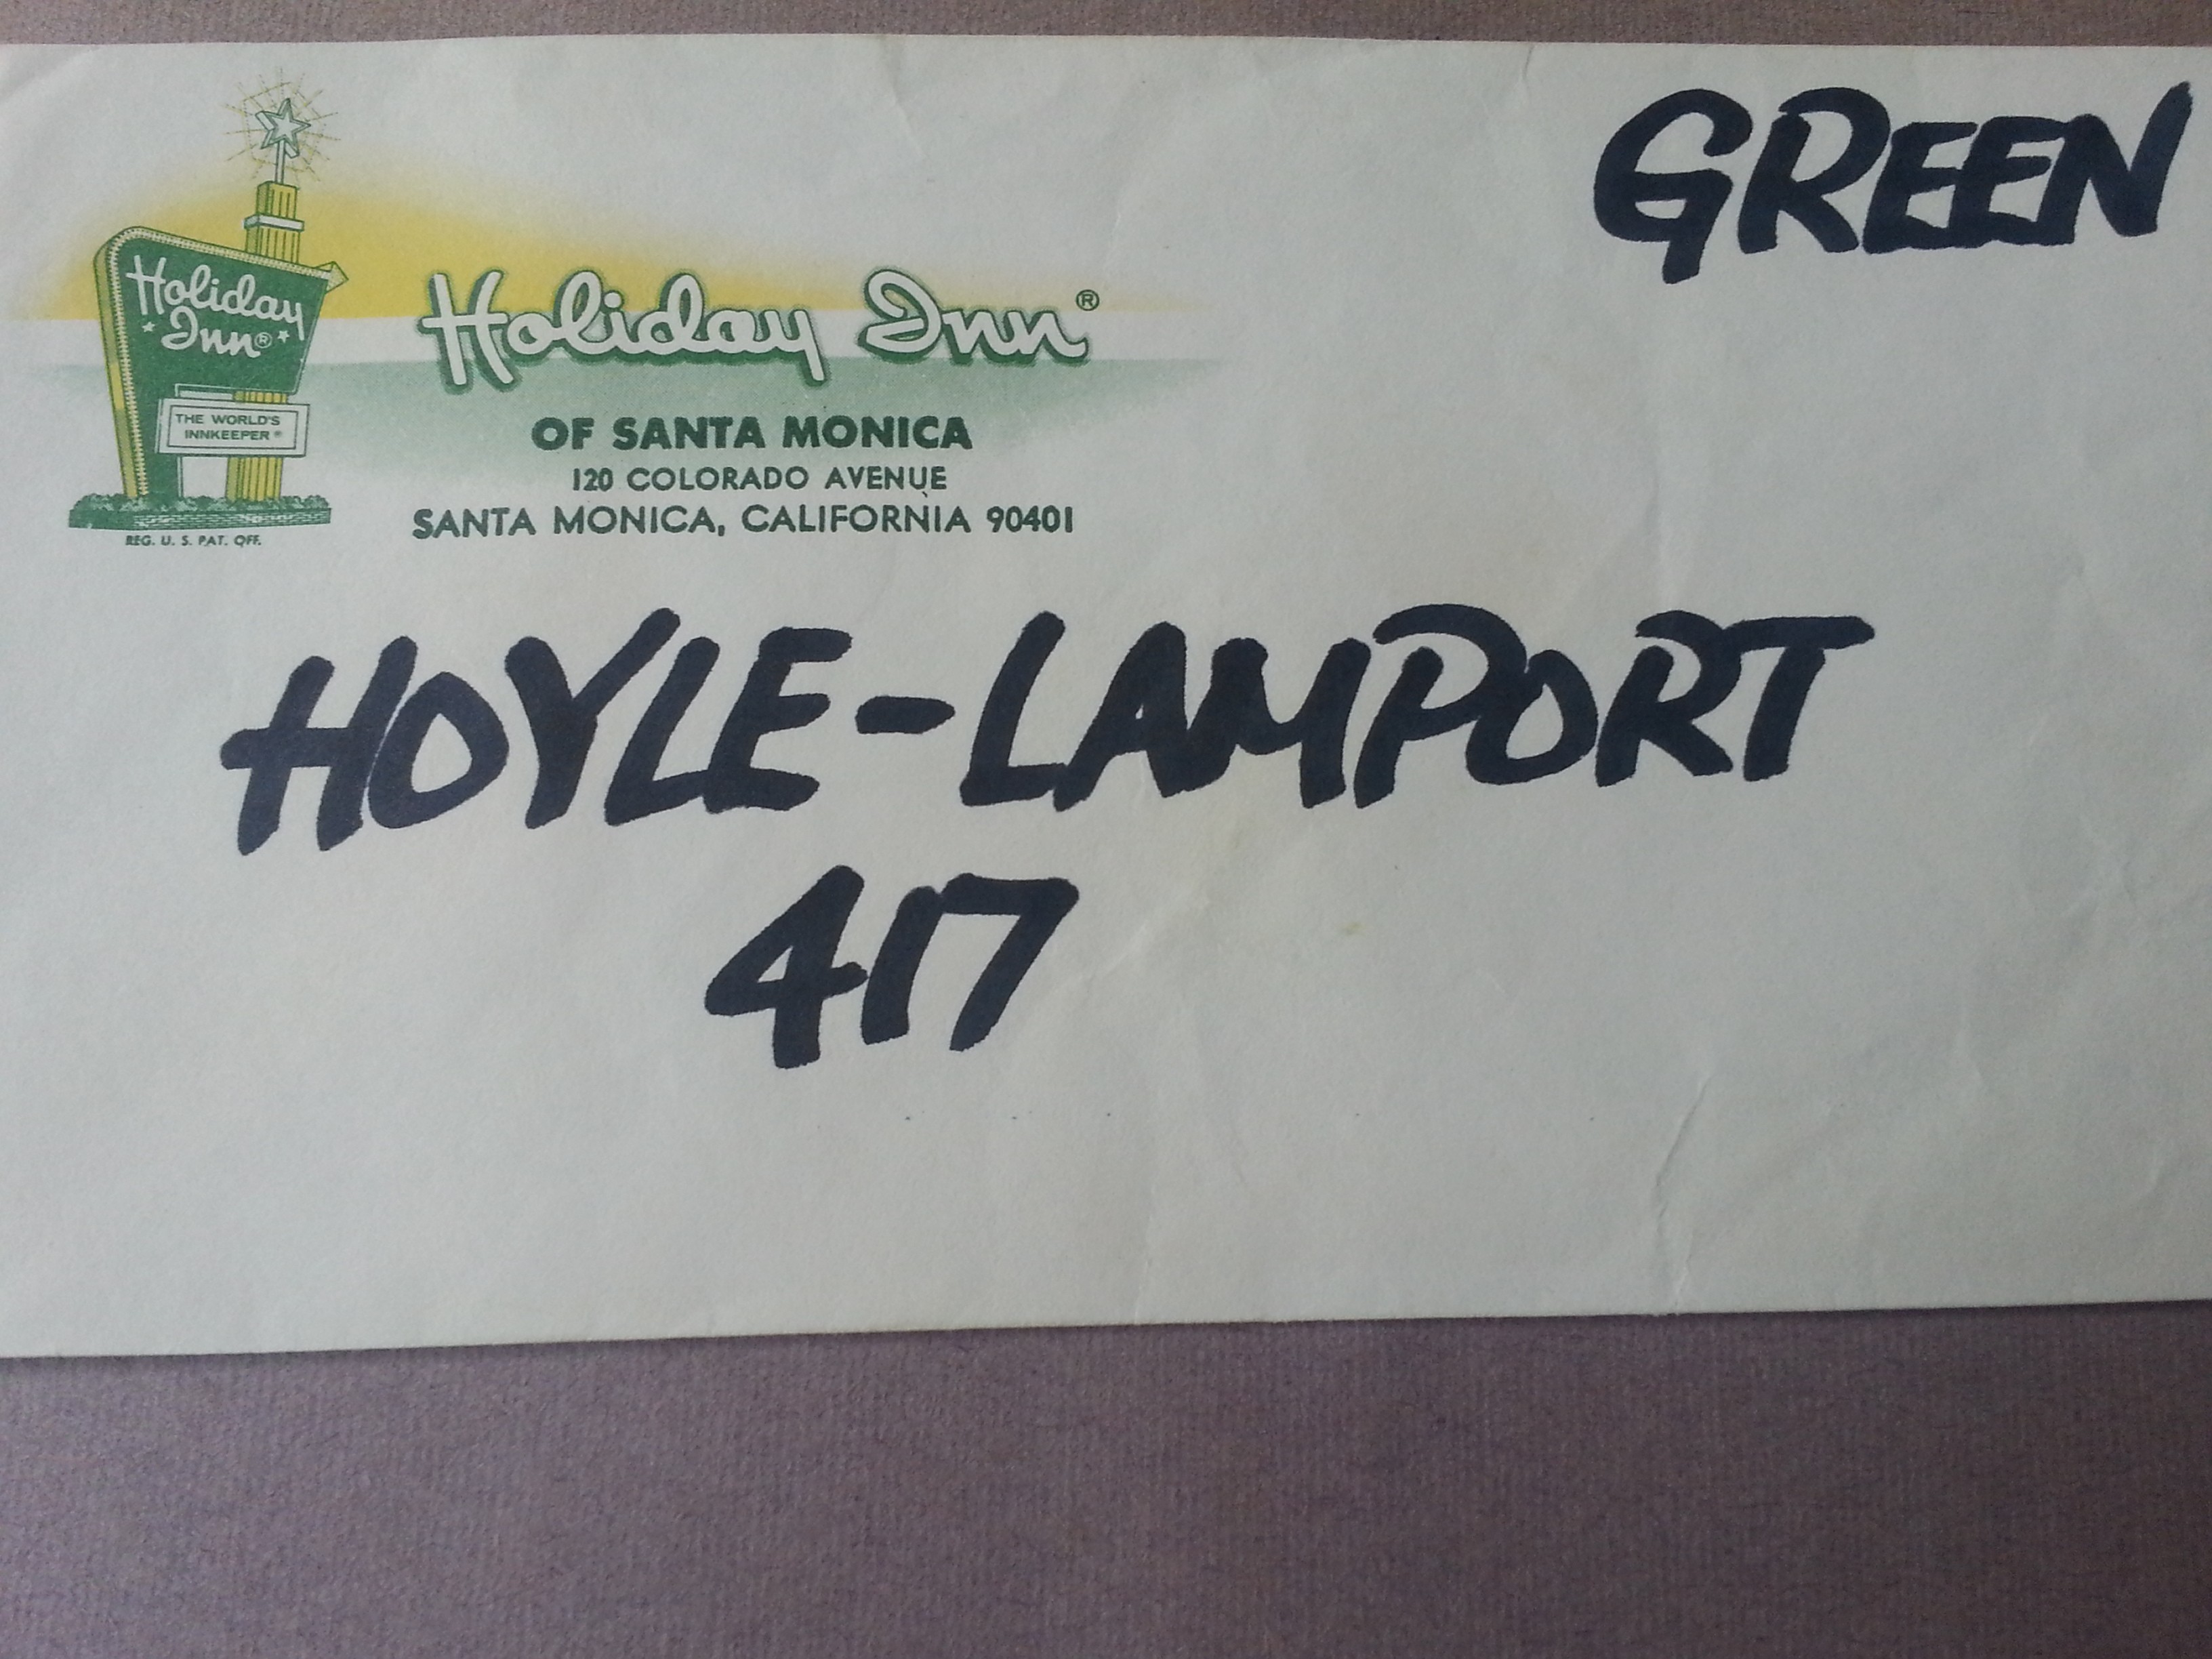 GREEN
Holiday
Inn®
THE WORLD'S
INNKEEPER®
REG. U. S. PAT. OFF.
Holiday Inn®
OF SANTA MONICA
120 COLORADO AVENUE
SANTA MONICA, CALIFORNIA 90401
HOYLE-LAMPORT
417